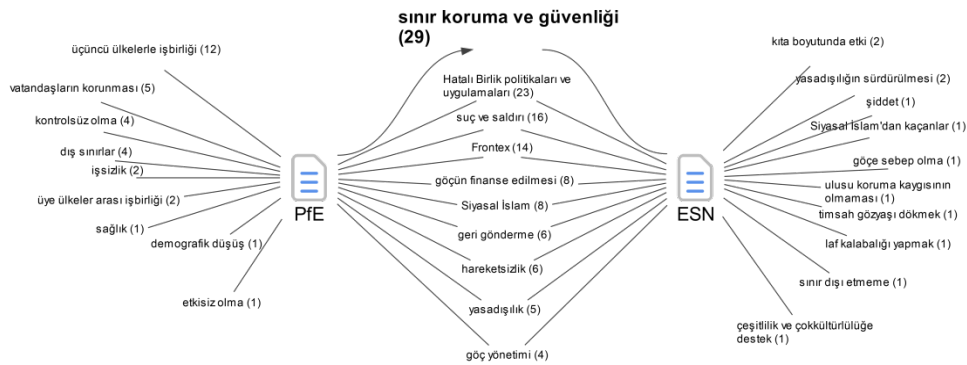 sınır koruma ve güvenliği
(29)
üçüncü ülkelerle işbirliği (12)
vatandaşların korunması (5)
kontrolsüz olma (4)
dış sınırlar (4)
işsizlik (2)
üye ülkeler arası işbirliği (2)
sağlık (1)
demografik düşüş (1)
etkisiz olma (1)
PfE
Hatalı Birlik politikaları ve
uygulamaları (23)
suç ve saldırı (16)
Frontex (14)
göçün finanse edilmesi (8)
Siyasal İslam (8)
geri gönderme (6)
hareketsizlik (6)
yasadışılık (5)
göç yönetimi (4)
ESN
kıta boyutunda etki (2)
yasadışılığın sürdürülmesi (2)
şiddet (1)
Siyasal İslam'dan kaçanlar (1)
göçe sebep olma (1)
ulusu koruma kaygısının
olmaması (1)
timsah gözyaşı dökmek (1)
laf kalabalığı yapmak (1)
sınır dışı etmeme (1)
çeşitlilik ve çokkültürlülüğe
destek (1)